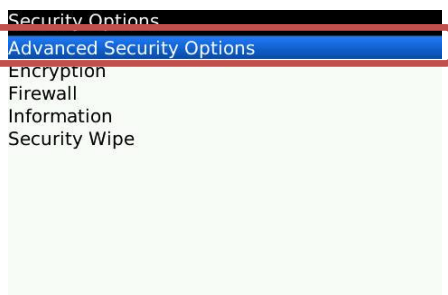 Security Options
Advanced Security Options
Encryption
Firewall
Information
Security Wipe